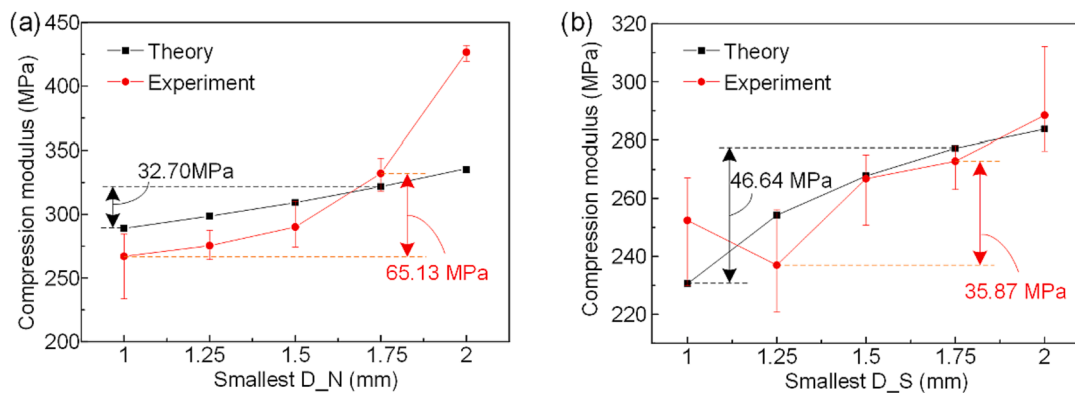 (a)
Compression modulus (MPa)
450
400
350
300
250
200
Theory
Experiment
32.70MPa
65.13 MPa
1 1.25 1.5 1.75 2
Smallest D_N (mm)
(b)
Compression modulus (MPa)
320
300
280
260
240
220
Theory
Experiment
46.64 MPa
35.87 MPa
1 1.25 1.5 1.75 2
Smallest D_S (mm)